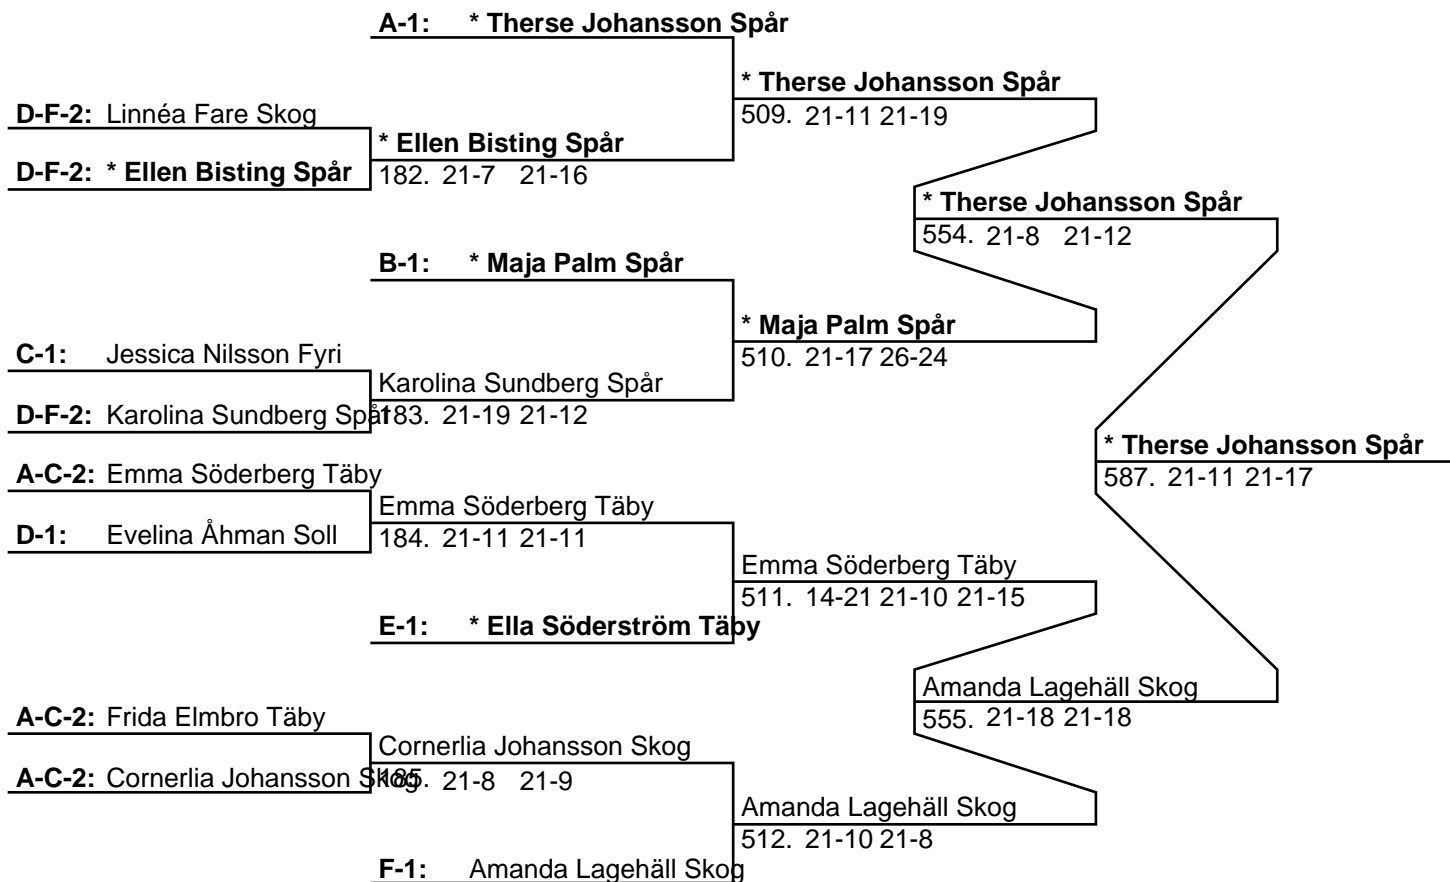 A-1: * Therse Johansson Spår
* Therse Johansson Spår
D-F-2: Linnéa Fare Skog
509. 21-11 21-19
* Ellen Bisting Spår
D-F-2: * Ellen Bisting Spår
182. 21-7 21-16
* Therse Johansson Spår
554. 21-8 21-12
B-1: * Maja Palm Spår
* Maja Palm Spår
C-1: Jessica Nilsson Fyri
510. 21-17 26-24
Karolina Sundberg Spår
D-F-2: Karolina Sundberg Spår
183. 21-19 21-12
* Therse Johansson Spår
A-C-2: Emma Söderberg Täby
587. 21-11 21-17
Emma Söderberg Täby
D-1: Evelina Åhman Soll
184. 21-11 21-11
Emma Söderberg Täby
511. 14-21 21-10 21-15
E-1: * Ella Söderström Täby
Amanda Lagehäll Skog
A-C-2: Frida Elmbro Täby
555. 21-18 21-18
Cornerlia Johansson Skog
A-C-2: Cornerlia Johansson Skog
185. 21-8 21-9
Amanda Lagehäll Skog
512. 21-10 21-8
F-1: Amanda Lagehäll Skog